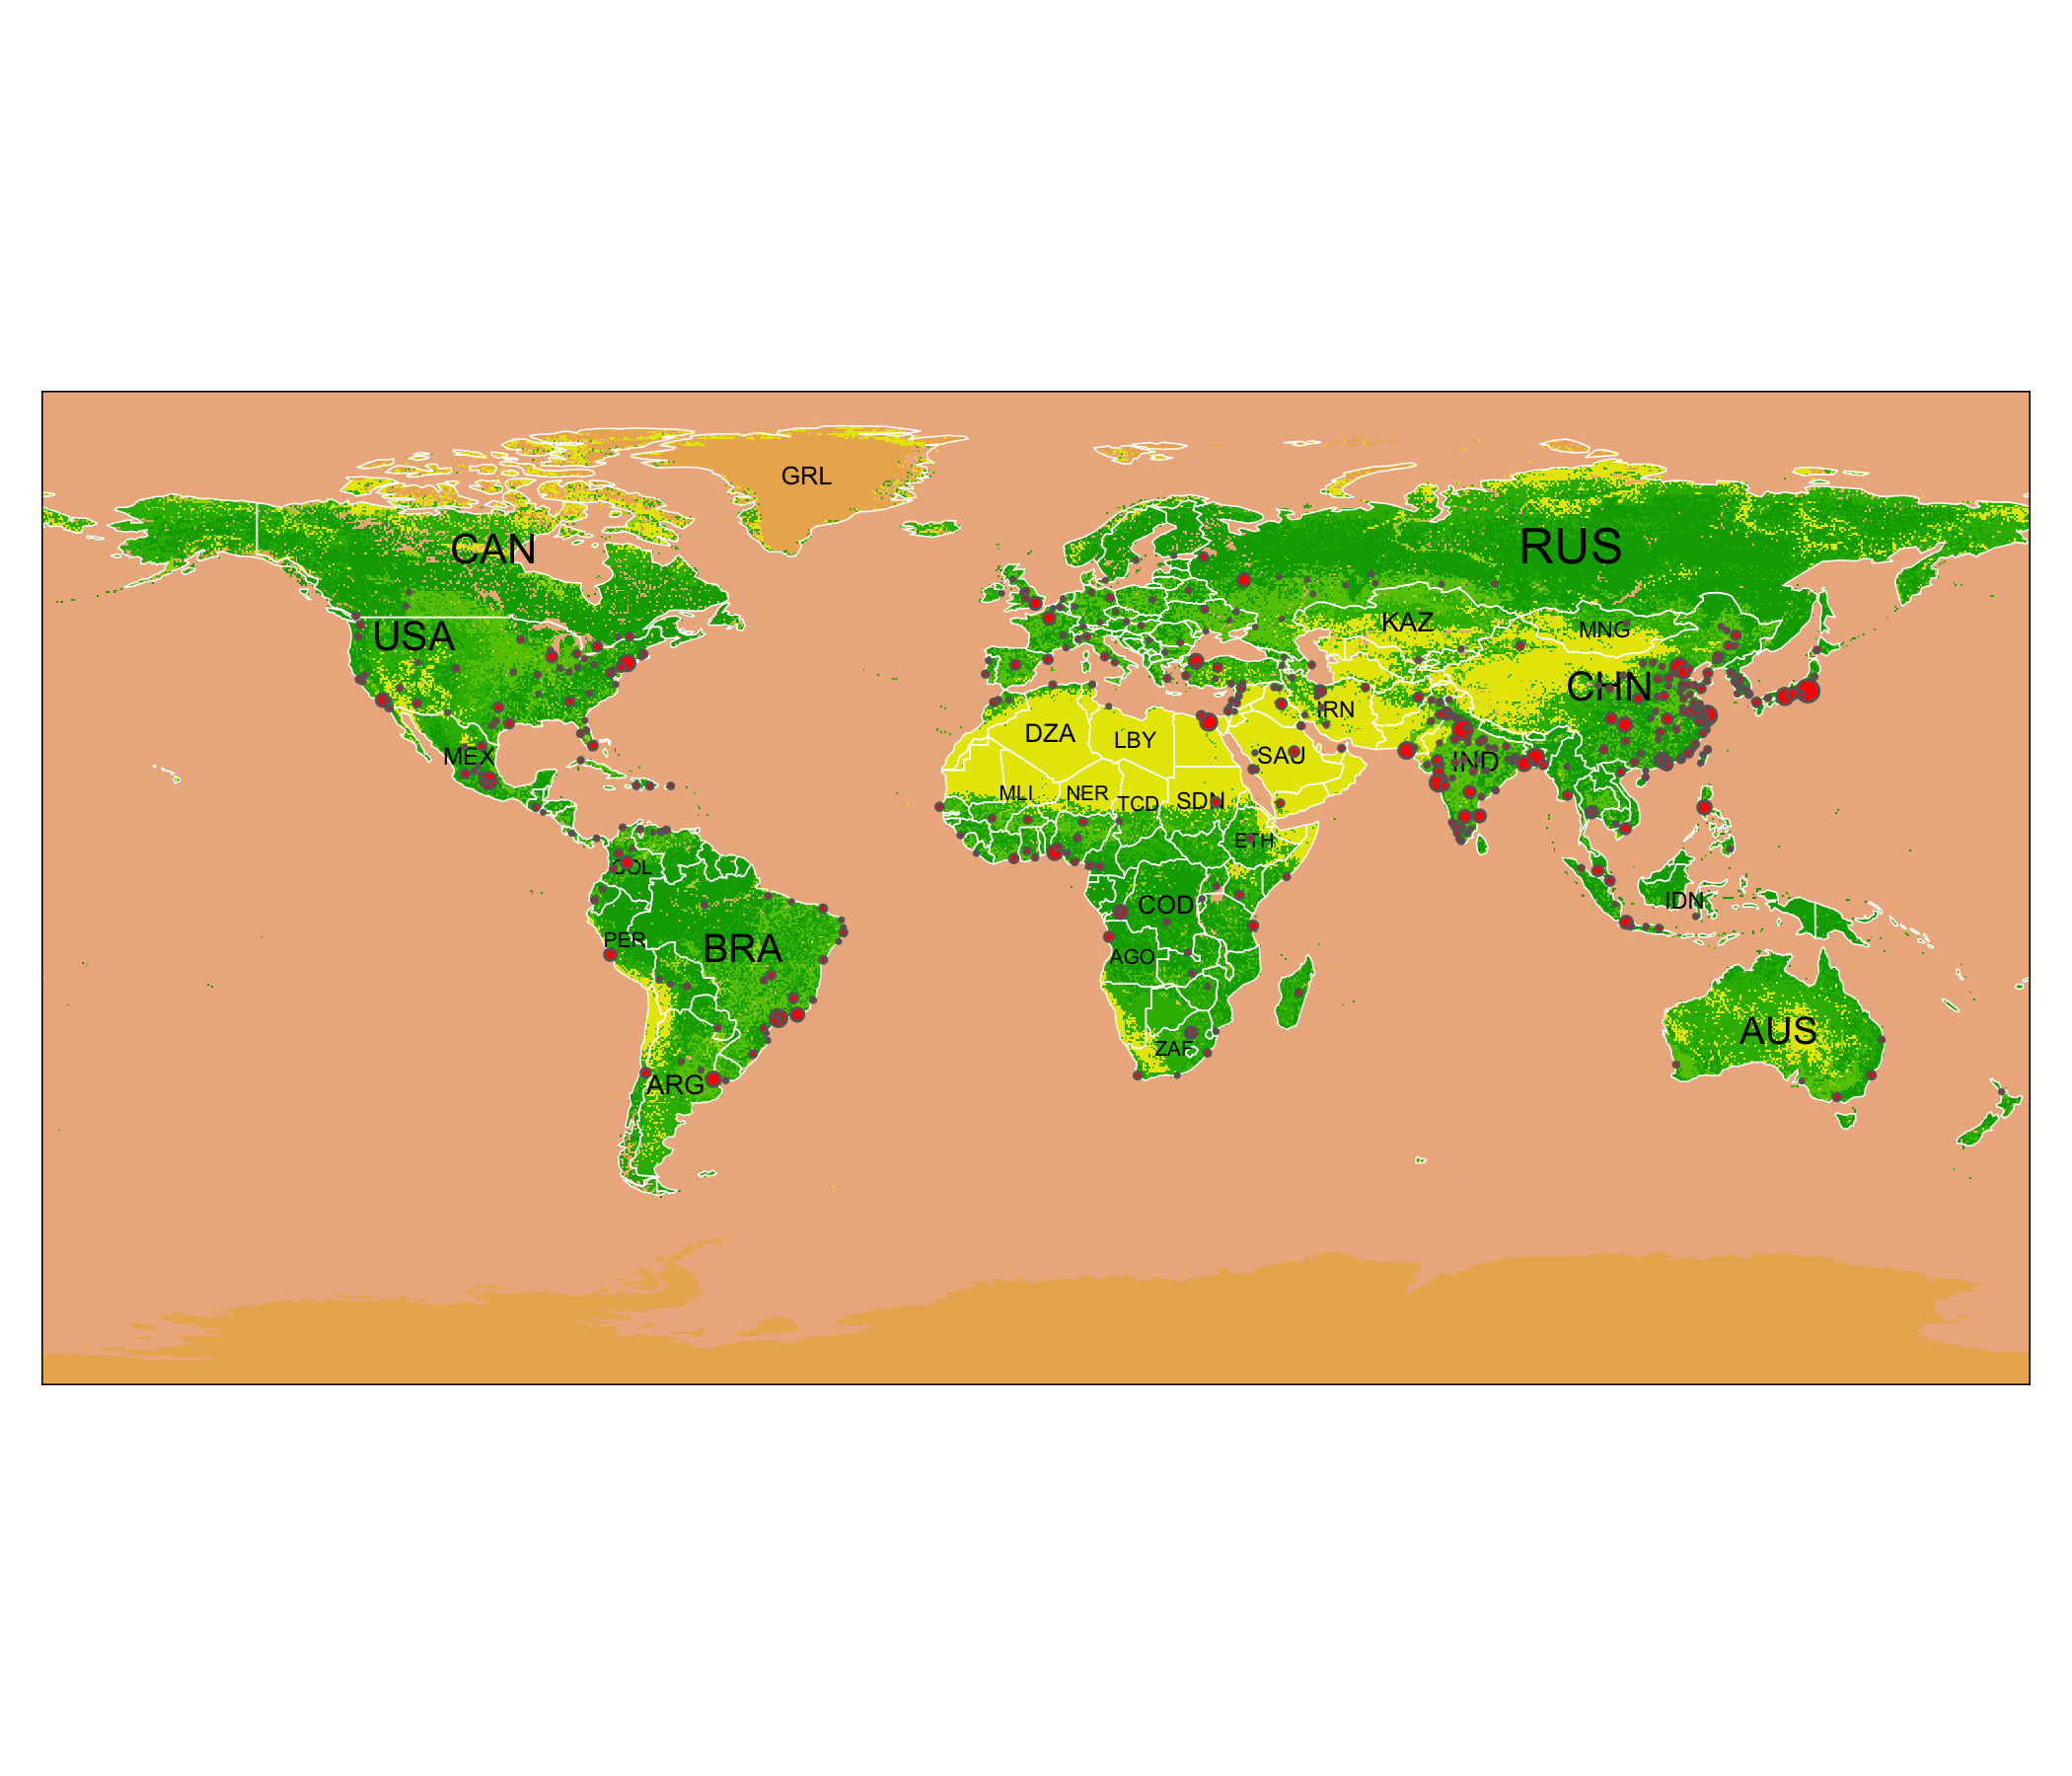 GRL
RUS
CAN
KAZ
MNG
USA
CHN
IRN
DZA
LBY
MEX
SAU
IND
MLI
NER
TCD
SDN
ETH
COL
IDN
COD
PER
BRA
AGO
AUS
ZAF
ARG